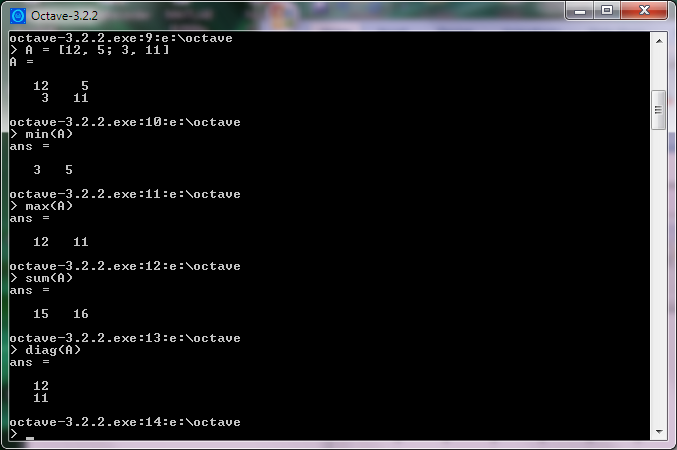 Octave-3.2.2
octave-3.2.2.exe:9:e:\octave
> A = [12, 5; 3, 11]
A =
12 5
3 11
octave-3.2.2.exe:10:e:\octave
> min(A)
ans =
3 5
octave-3.2.2.exe:11:e:\octave
> max(A)
ans =
12 11
octave-3.2.2.exe:12:e:\octave
> sum(A)
ans =
15 16
octave-3.2.2.exe:13:e:\octave
> diag(A)
ans =
12
11
octave-3.2.2.exe:14:e:\octave
> _